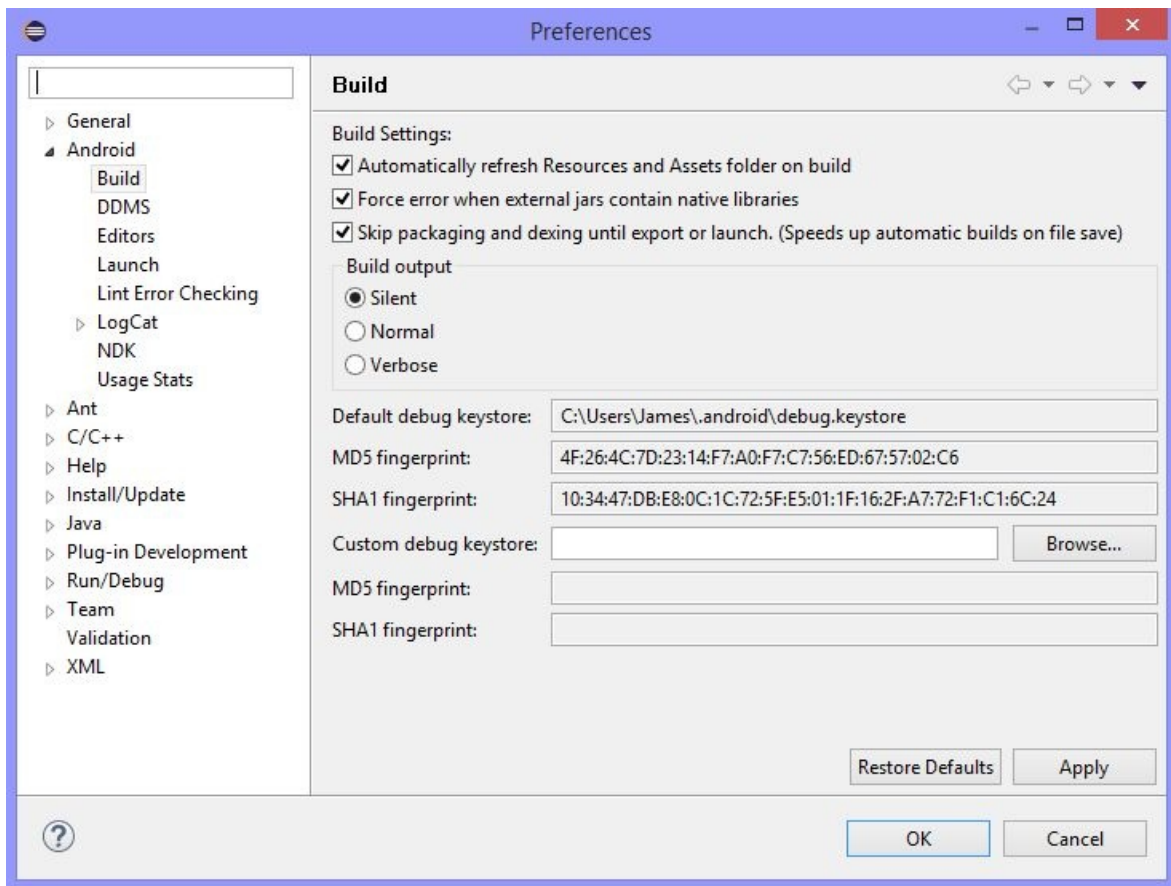 Preferences
Build
General
Android
Build
DDMS
Editors
Launch
Lint Error Checking
LogCat
NDK
Usage Stats
Ant
C/C++
Help
Install/Update
Java
Plug-in Development
Run/Debug
Team
Validation
XML
Build Settings:
Automatically refresh Resources and Assets folder on build
Force error when external jars contain native libraries
Skip packaging and dexing until export or launch. (Speeds up automatic builds on file save)
Build output
Silent
Normal
Verbose
Default debug keystore: C:\Users\James\.android\debug.keystore
MD5 fingerprint: 4F:26:4C:7D:23:14:F7:A0:F7:C7:56:ED:67:57:02:C6
SHA1 fingerprint: 10:34:47:DB:E8:0C:1C:72:5F:E5:01:1F:16:2F:A7:72:F1:C1:6C:24
Custom debug keystore: Browse...
MD5 fingerprint:
SHA1 fingerprint:
Restore Defaults Apply
? OK Cancel